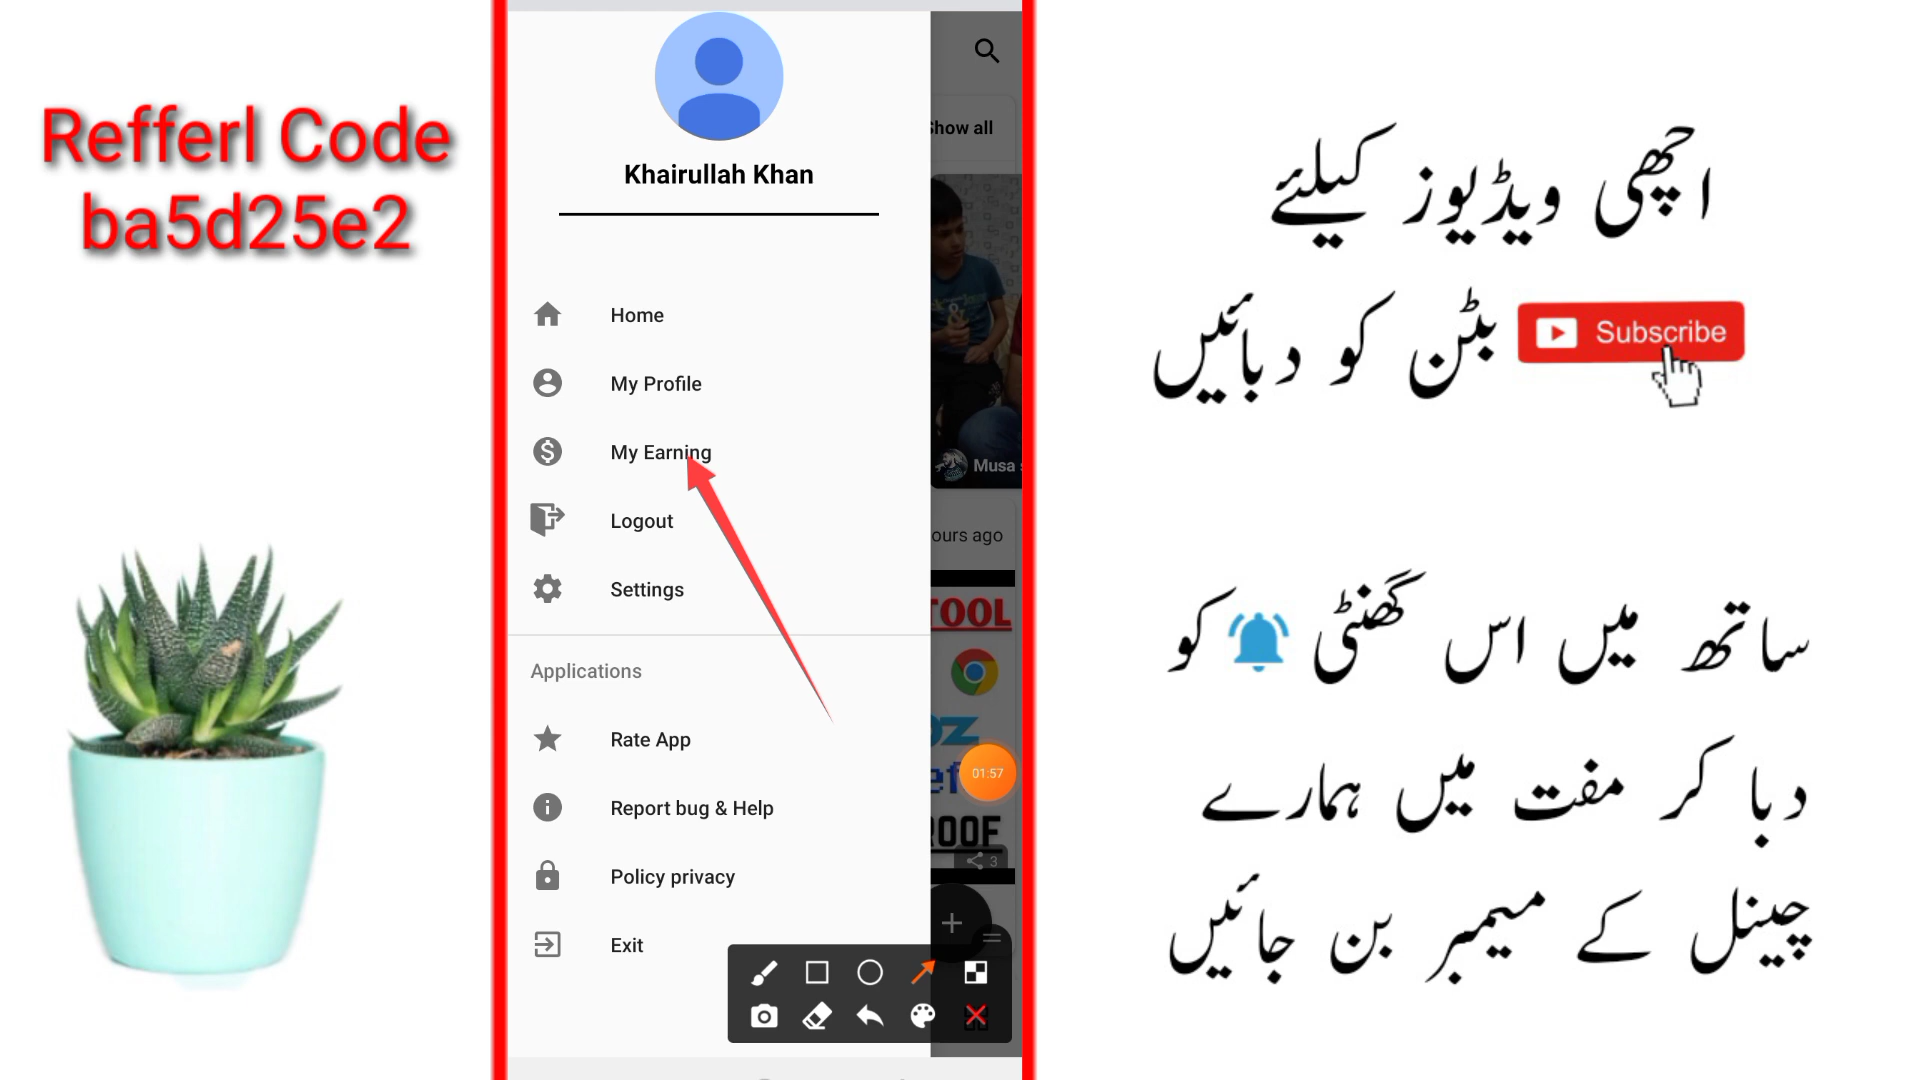 Refferl Code
ba5d25e2
Khairullah Khan
Home
My Profile
My Earning
Logout
Settings
Applications
Rate App
Report bug & Help
Policy privacy
Exit
Show all
Musa
ours ago
TOOL
01:57
ROOF
3
اچھی ویڈیوز کیلئے
Subscribe بٹن کو دبائیں
ساتھ میں اس گھنٹی کو
دبا کر مفت میں ہمارے
چینل کے میمبر بن جائیں